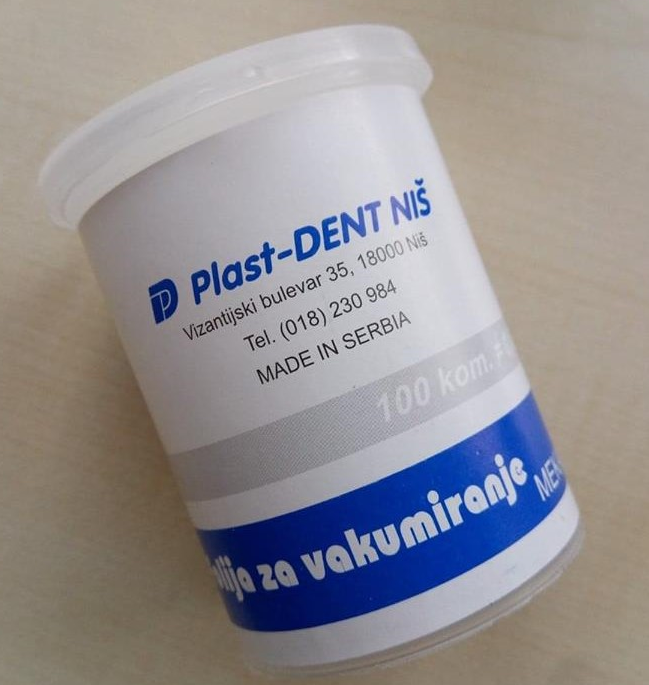 Plast-DENT NIŠ
Vizantijski bulevar 35, 18000 Niš
Tel. (018) 230 984
MADE IN SERBIA
100 kom.
za vakumiranje